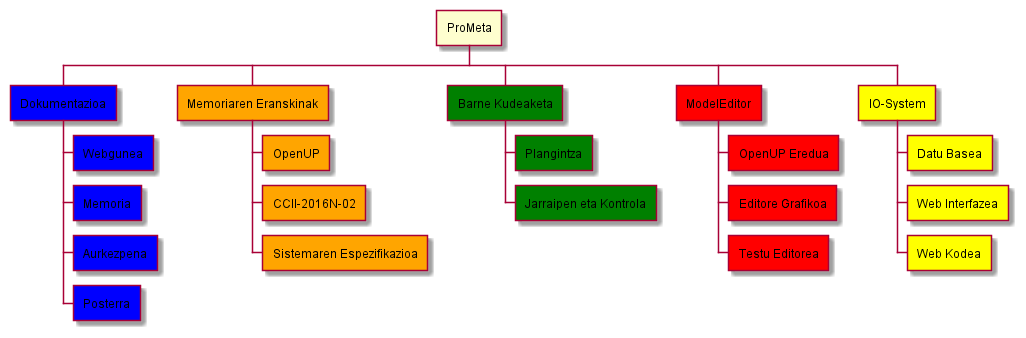 ProMeta
Dokumentazioa
Memoriaren Eranskinak
Barne Kudeaketa
ModelEditor
IO-System
Webgunea
OpenUP
Plangintza
OpenUP Eredua
Datu Basea
Memoria
CCII-2016N-02
Jarraipen eta Kontrola
Editore Grafikoa
Web Interfazea
Aurkezpena
Sistemaren Espezifikazioa
Testu Editorea
Web Kodea
Posterra